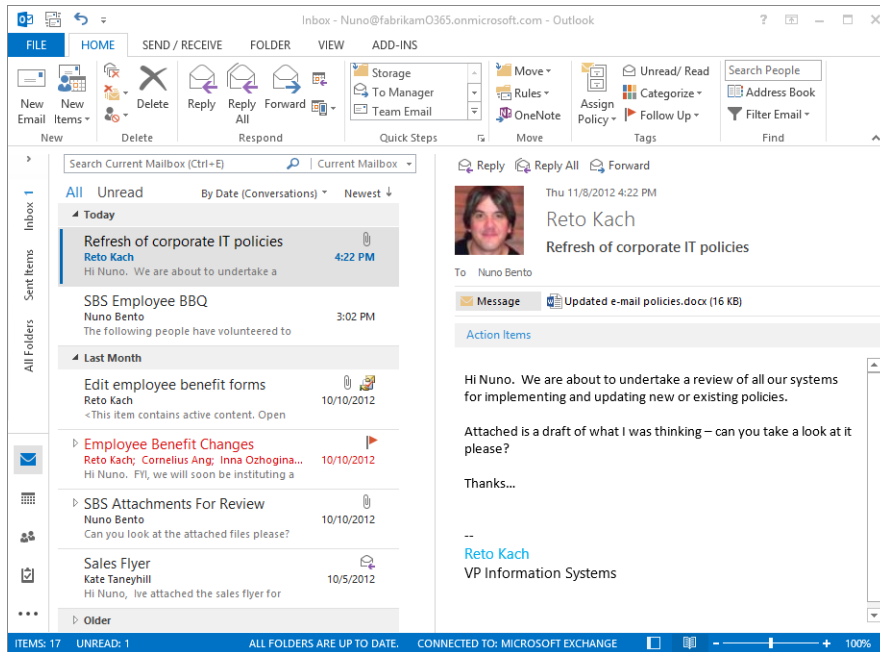 Inbox - Nuno@fabrikamO365.onmicrosoft.com - Outlook
FILE HOME SEND / RECEIVE FOLDER VIEW ADD-INS
New Email
New Items
Delete
Reply
Reply All
Forward
Storage
To Manager
Team Email
Move
Rules
OneNote
Assign Policy
Unread/ Read
Categorize
Follow Up
Search People
Address Book
Filter Email
New Delete Respond Quick Steps Move Tags Find
Inbox 1
Sent Items
All Folders
Search Current Mailbox (Ctrl+E) Current Mailbox
All Unread By Date (Conversations) Newest
Today
Refresh of corporate IT policies
Reto Kach 4:22 PM
Hi Nuno. We are about to undertake a
SBS Employee BBQ
Nuno Bento 3:02 PM
The following people have volunteered to
Last Month
Edit employee benefit forms
Reto Kach 10/10/2012
<This item contains active content. Open
Employee Benefit Changes
Reto Kach; Cornelius Ang; Inna Ozhogina... 10/10/2012
Hi Nuno. FYI, we will soon be instituting a
SBS Attachments For Review
Nuno Bento 10/10/2012
Can you look at the attached files please?
Sales Flyer
Kate Taneyhill 10/5/2012
Hi Nuno, Ive attached the sales flyer for
Older
Reply Reply All Forward
Thu 11/8/2012 4:22 PM
Reto Kach
Refresh of corporate IT policies
To Nuno Bento
Message Updated e-mail policies.docx (16 KB)
Action Items
Hi Nuno. We are about to undertake a review of all our systems
for implementing and updating new or existing policies.
Attached is a draft of what I was thinking – can you take a look at it
please?
Thanks...
--
Reto Kach
VP Information Systems
ITEMS: 17 UNREAD: 1 ALL FOLDERS ARE UP TO DATE. CONNECTED TO: MICROSOFT EXCHANGE 100%